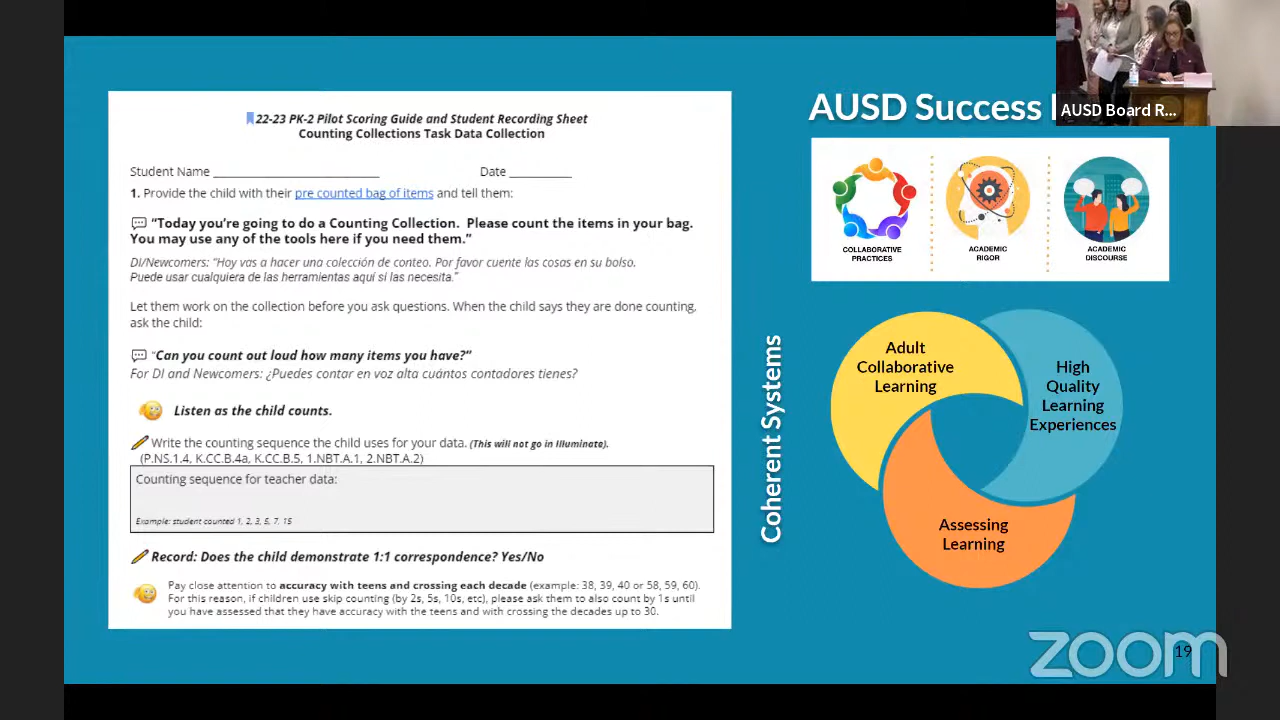 22-23 PK-2 Pilot Scoring Guide and Student Recording Sheet
Counting Collections Task Data Collection
Student Name ________________________ Date __________
1. Provide the child with their pre counted bag of items and tell them:
"Today you're going to do a Counting Collection. Please count the items in your bag.
You may use any of the tools here if you need them."
DI/Newcomers: "Hoy vas a hacer una colección de conteo. Por favor cuente las cosas en su bolso.
Puede usar cualquiera de las herramientas aquí si las necesita."
Let them work on the collection before you ask questions. When the child says they are done counting,
ask the child:
"Can you count out loud how many items you have?"
For DI and Newcomers: ¿Puedes contar en voz alta cuántos contadores tienes?
Listen as the child counts.
Write the counting sequence the child uses for your data. (This will not go in Illuminate).
(P.NS.1.4, K.CC.B.4a, K.CC.B.5, 1.NBT.A.1, 2.NBT.A.2)
Counting sequence for teacher data:
Example: student counted 1, 2, 3, 5, 7, 15
Record: Does the child demonstrate 1:1 correspondence? Yes/No
Pay close attention to accuracy with teens and crossing each decade (example: 38, 39, 40 or 58, 59, 60).
For this reason, if children use skip counting (by 2s, 5s, 10s, etc), please ask them to also count by 1s until
you have assessed that they have accuracy with the teens and with crossing the decades up to 30.
AUSD Success
AUSD Board R...
COLLABORATIVE
PRACTICES
ACADEMIC
RIGOR
ACADEMIC
DISCOURSE
Coherent Systems
Adult
Collaborative
Learning
High
Quality
Learning
Experiences
Assessing
Learning
zoom
19